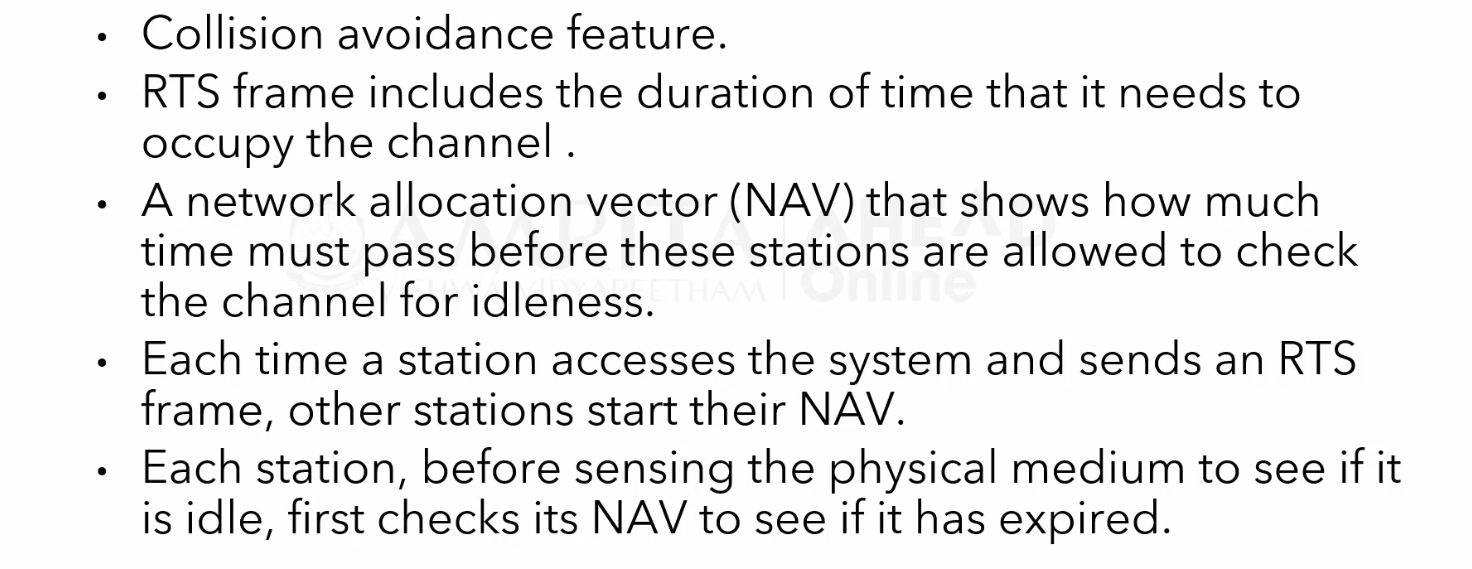 • Collision avoidance feature.
• RTS frame includes the duration of time that it needs to
occupy the channel .
• A network allocation vector (NAV) that shows how much
time must pass before these stations are allowed to check
the channel for idleness.
• Each time a station accesses the system and sends an RTS
frame, other stations start their NAV.
• Each station, before sensing the physical medium to see if it
is idle, first checks its NAV to see if it has expired.
AMRITA
VISHWA VIDYAPEETHAM
AHEAD
Online